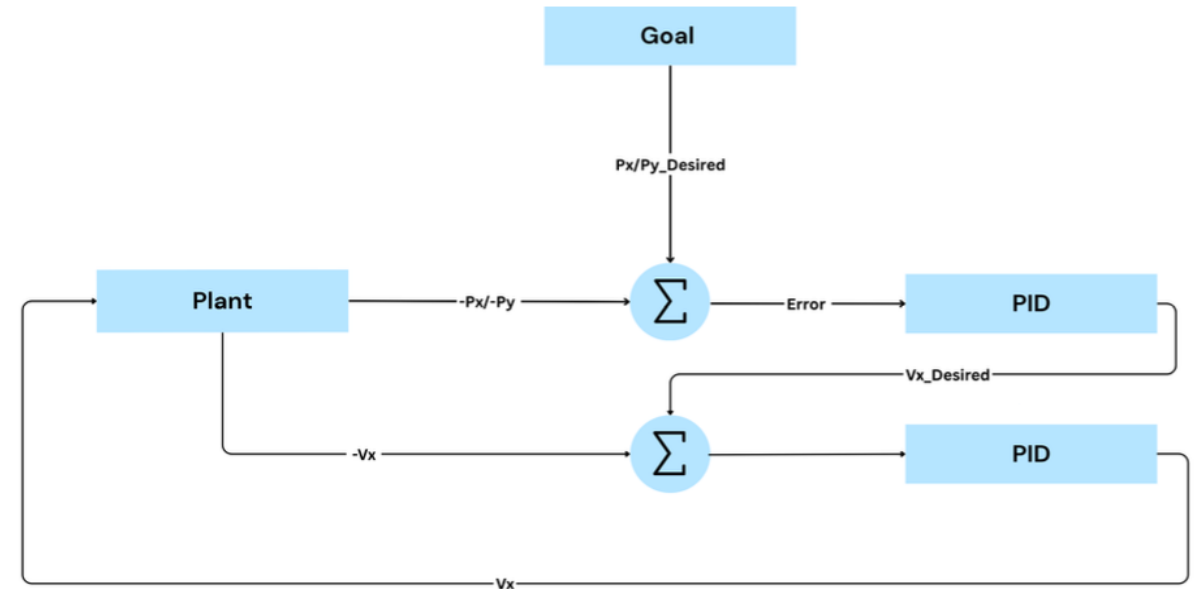 Goal
Px/Py_Desired
Plant
-Px/-Py
Σ
Error
PID
Vx_Desired
-Vx
Σ
PID
Vx